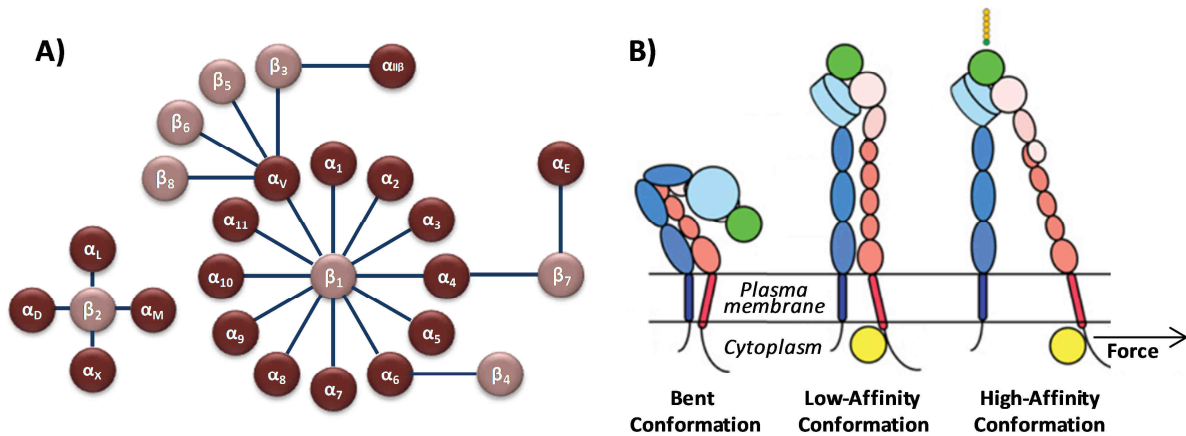 A)
β3
αIIβ
β5
β6
β8
αV
α1
α2
α3
α4
α5
α6
α7
α8
α9
α10
α11
β1
αE
β7
β4
αL
αD
β2
αM
αX
B)
Plasma
membrane
Cytoplasm
Force
Bent
Conformation
Low-Affinity
Conformation
High-Affinity
Conformation